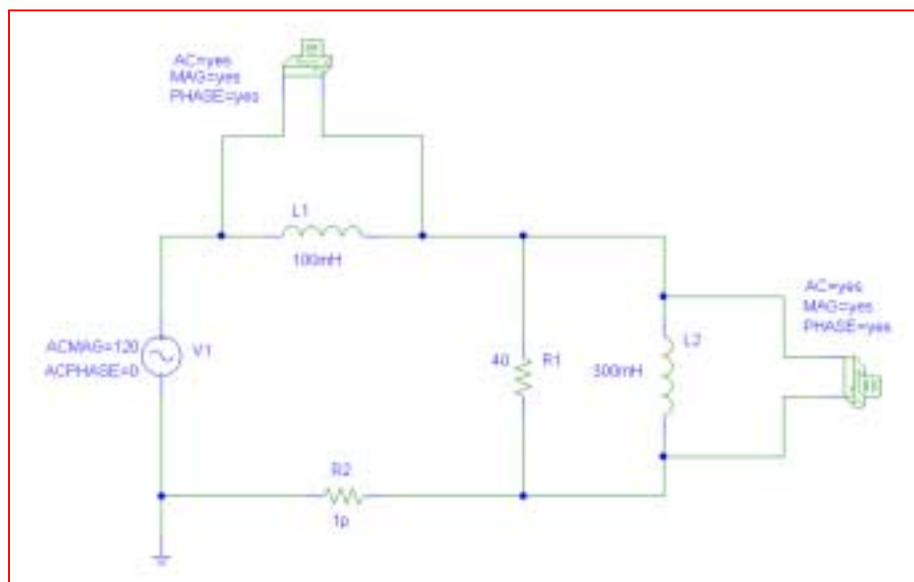 AC=yes
MAG=yes
PHASE=yes
L1
100mH
AC=yes
MAG=yes
PHASE=yes
L2
300mH
40 R1
ACMAG=120 V1
ACPHASE=0
R2
1p